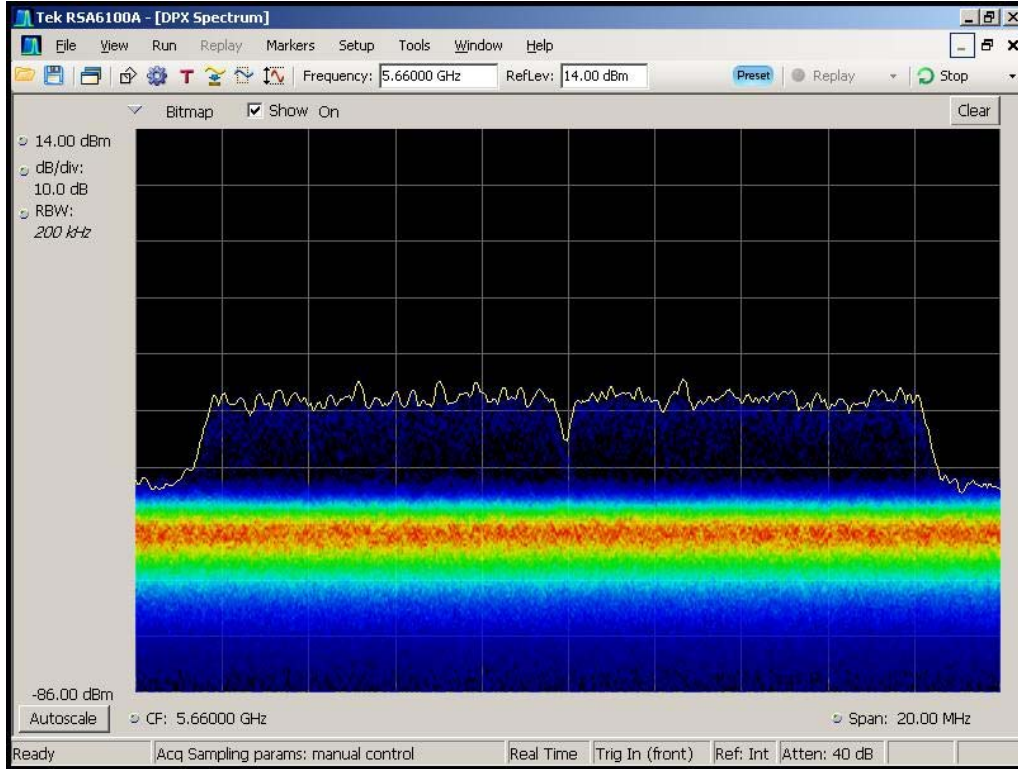 Tek RSA6100A - [DPX Spectrum]
File View Run Replay Markers Setup Tools Window Help
T Frequency: 5.66000 GHz RefLev: 14.00 dBm Preset Replay Stop
Bitmap Show On Clear
14.00 dBm
dB/div:
10.0 dB
RBW:
200 kHz
-86.00 dBm
Autoscale CF: 5.66000 GHz Span: 20.00 MHz
Ready Acq Sampling params: manual control Real Time Trig In (front) Ref: Int Atten: 40 dB